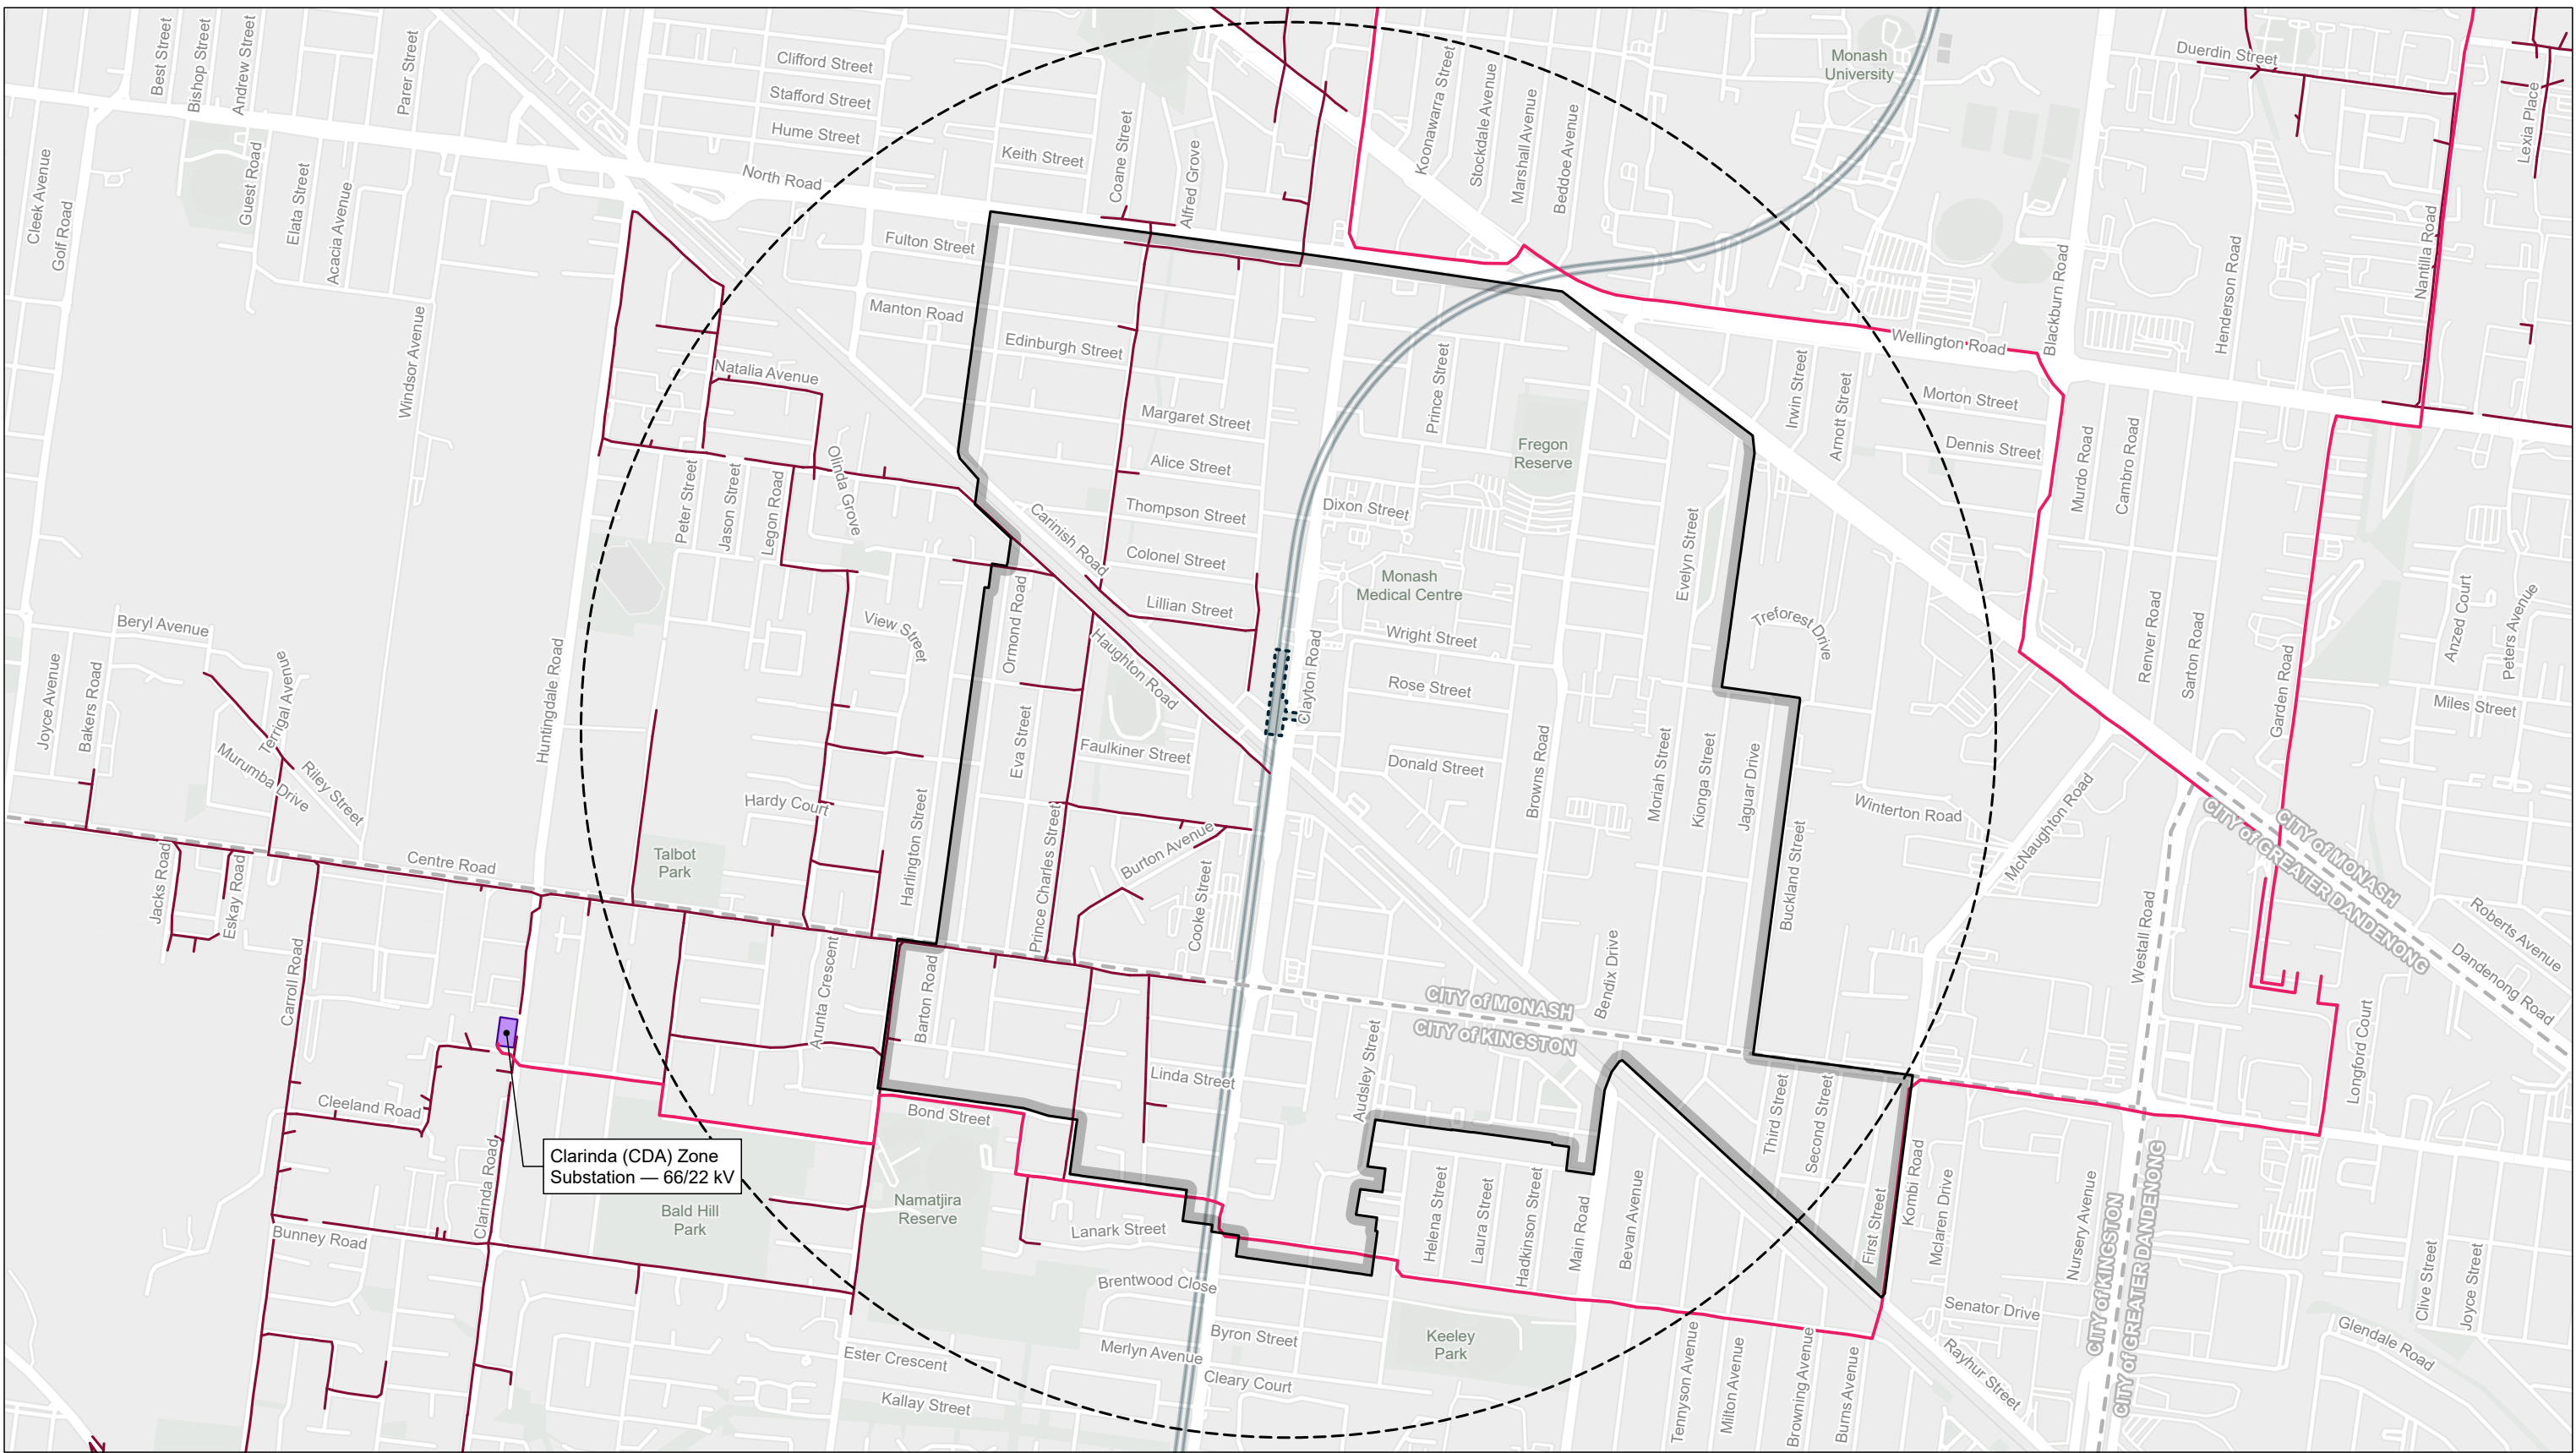 Best Street
Bishop Street
Andrew Street
Parer Street
Clifford Street
Stafford Street
Hume Street
Keith Street
Coane Street
Alfred Grove
North Road
Koonawarra Street
Stockdale Avenue
Marshall Avenue
Beddoe Avenue
Monash
University
Duerdin Street
Lexia Place
Cleek Avenue
Golf Road
Guest Road
Elata Street
Acacia Avenue
Windsor Avenue
Fulton Street
Manton Road
Edinburgh Street
Natalia Avenue
Margaret Street
Alice Street
Thompson Street
Colonel Street
Lillian Street
Prince Street
Fregon
Reserve
Dixon Street
Wellington Road
Blackburn Road
Henderson Road
Nantilla Road
Irwin Street
Arnott Street
Morton Street
Dennis Street
Murdo Road
Cambro Road
Peter Street
Jason Street
Legon Road
Olinda Grove
Carinish Road
Haughton Road
Monash
Medical Centre
Evelyn Street
Treforest Drive
Wright Street
Rose Street
Clayton Road
Donald Street
Browns Road
Moriah Street
Kionga Street
Jaguar Drive
Buckland Street
Winterton Road
McNaughton Road
Renver Road
Sarton Road
Garden Road
Anzed Court
Peters Avenue
Miles Street
Beryl Avenue
Joyce Avenue
Bakers Road
Terrigal Avenue
Murumba Drive
Riley Street
Huntingdale Road
View Street
Ormond Road
Eva Street
Faulkiner Street
Hardy Court
Harlington Street
Prince Charles Street
Burton Avenue
Cooke Street
Talbot
Park
Centre Road
Jacks Road
Eskay Road
Carroll Road
Arunta Crescent
Barton Road
CITY of MONASH
CITY of KINGSTON
Bendix Drive
Audsley Street
Westall Road
CITY of MONASH
CITY of GREATER DANDENONG
Roberts Avenue
Dandenong Road
Longford Court
Linda Street
Bond Street
Cleeland Road
Clarinda Road
Clarinda (CDA) Zone
Substation — 66/22 kV
Bald Hill
Park
Namatjira
Reserve
Lanark Street
Bunney Road
Brentwood Close
Byron Street
Merlyn Avenue
Cleary Court
Ester Crescent
Kallay Street
Helena Street
Laura Street
Hadkinson Street
Main Road
Bevan Avenue
Third Street
Second Street
First Street
Kombi Road
Mclaren Drive
Nursery Avenue
CITY of KINGSTON
CITY of GREATER DANDENONG
Senator Drive
Rayhur Street
Keeley
Park
Tennyson Avenue
Milton Avenue
Browning Avenue
Burns Avenue
Clive Street
Joyce Street
Glendale Road